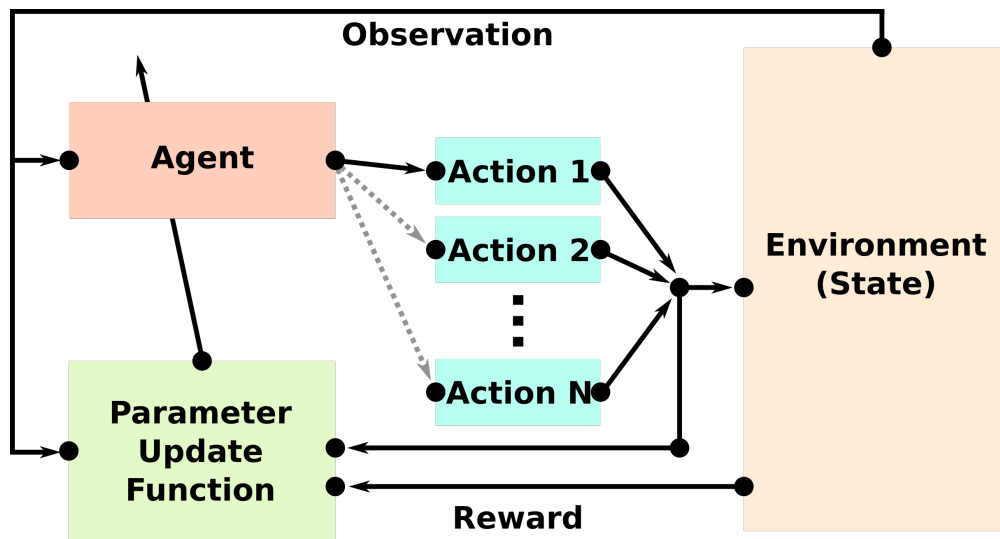 Observation
Agent
Action 1
Action 2
Action N
Environment
(State)
Parameter
Update
Function
Reward